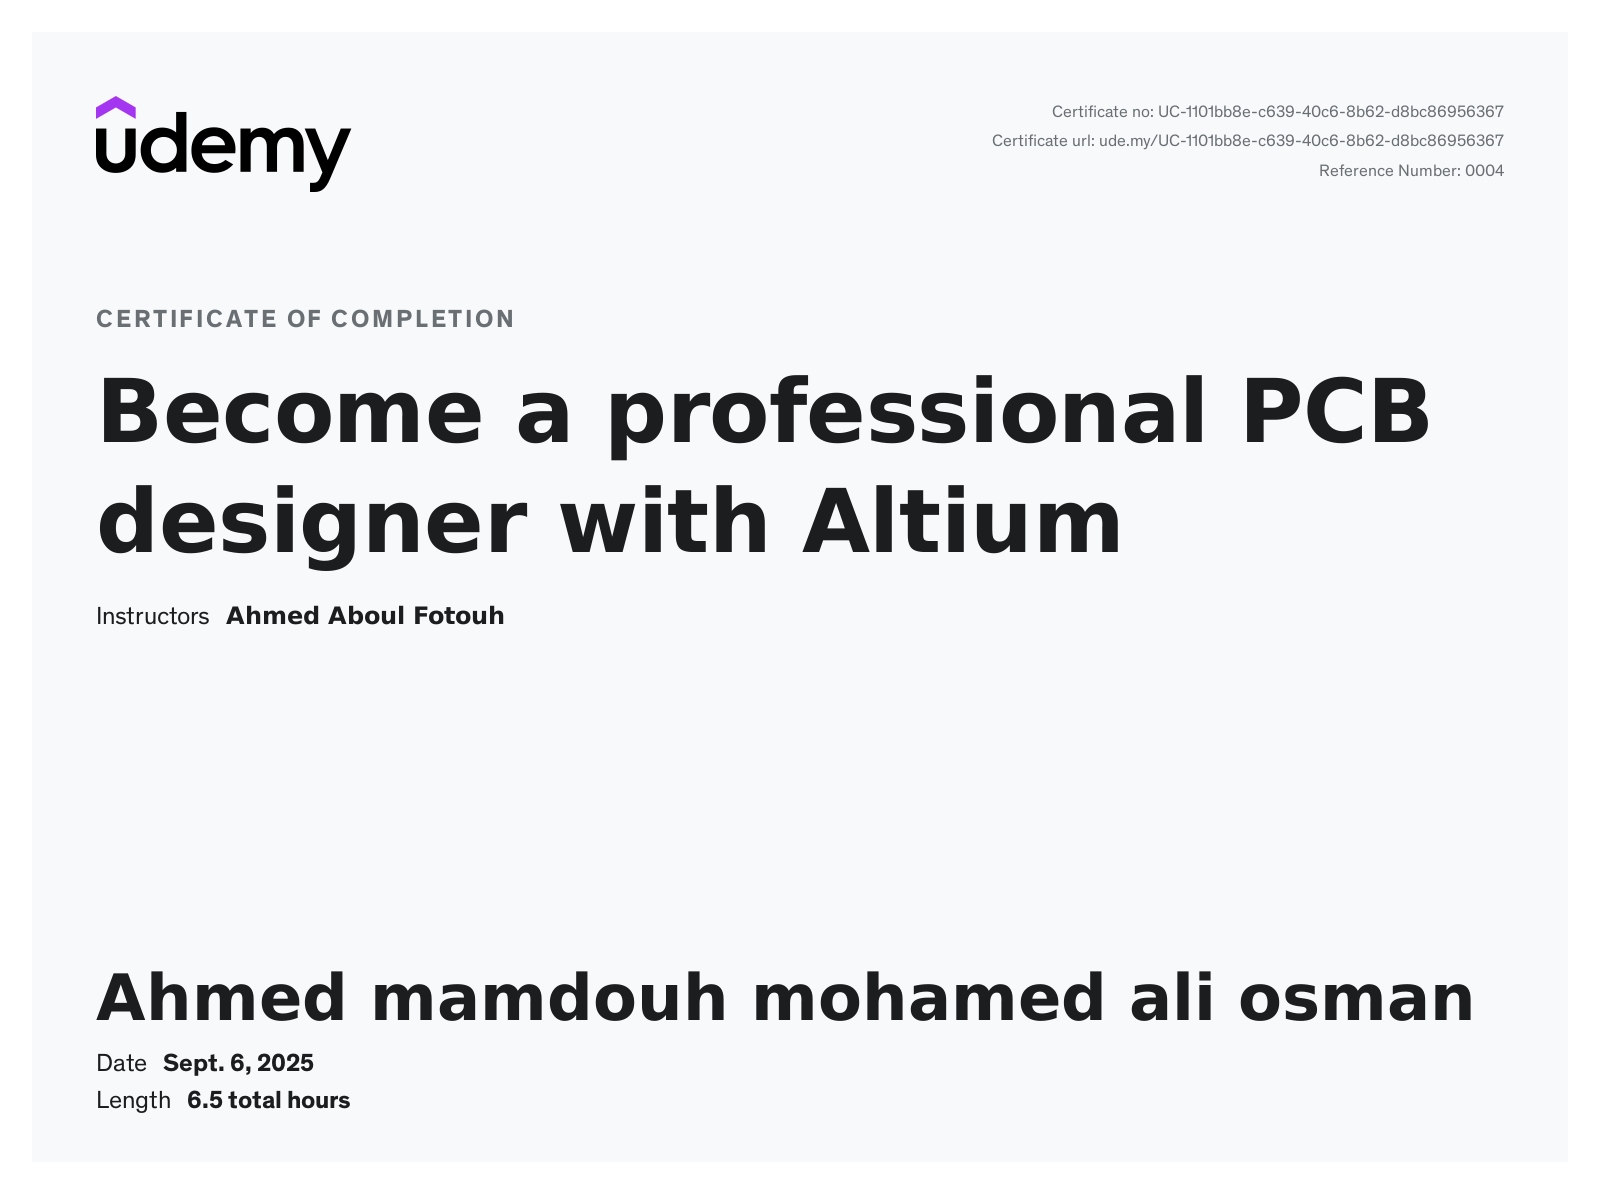 udemy
Certificate no: UC-1101bb8e-c639-40c6-8b62-d8bc86956367
Certificate url: ude.my/UC-1101bb8e-c639-40c6-8b62-d8bc86956367
Reference Number: 0004
CERTIFICATE OF COMPLETION
Become a professional PCB
designer with Altium
Instructors Ahmed Aboul Fotouh
Ahmed mamdouh mohamed ali osman
Date Sept. 6, 2025
Length 6.5 total hours